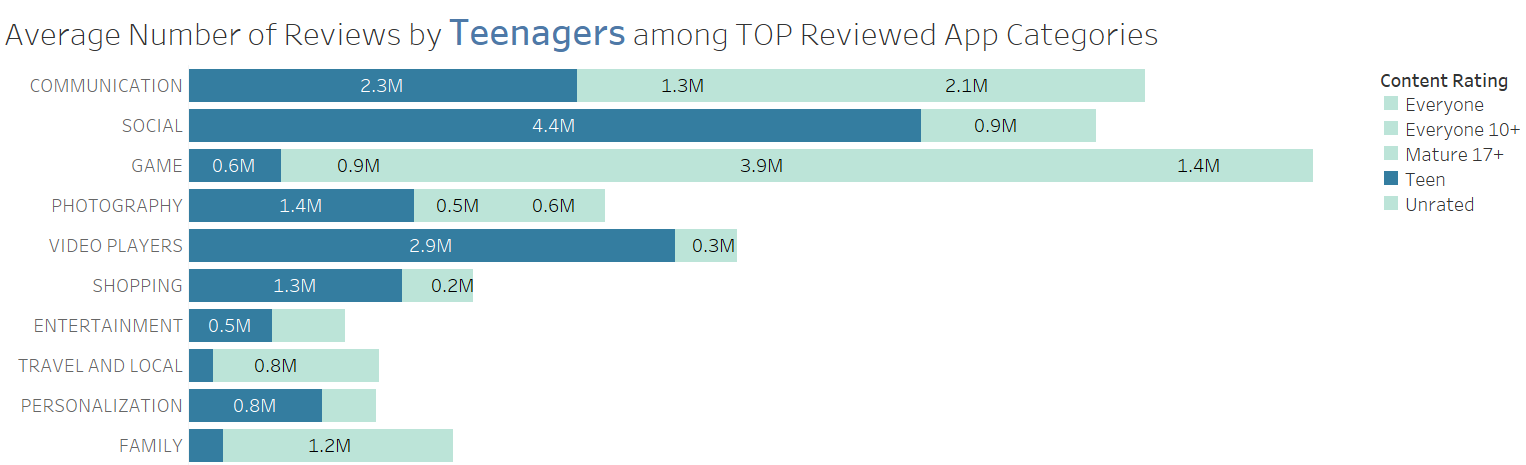 Average Number of Reviews by Teenagers among TOP Reviewed App Categories
COMMUNICATION 2.3M 1.3M 2.1M
SOCIAL 4.4M 0.9M
GAME 0.6M 0.9M 3.9M 1.4M
PHOTOGRAPHY 1.4M 0.5M 0.6M
VIDEO PLAYERS 2.9M 0.3M
SHOPPING 1.3M 0.2M
ENTERTAINMENT 0.5M
TRAVEL AND LOCAL 0.8M
PERSONALIZATION 0.8M
FAMILY 1.2M
Content Rating
Everyone
Everyone 10+
Mature 17+
Teen
Unrated